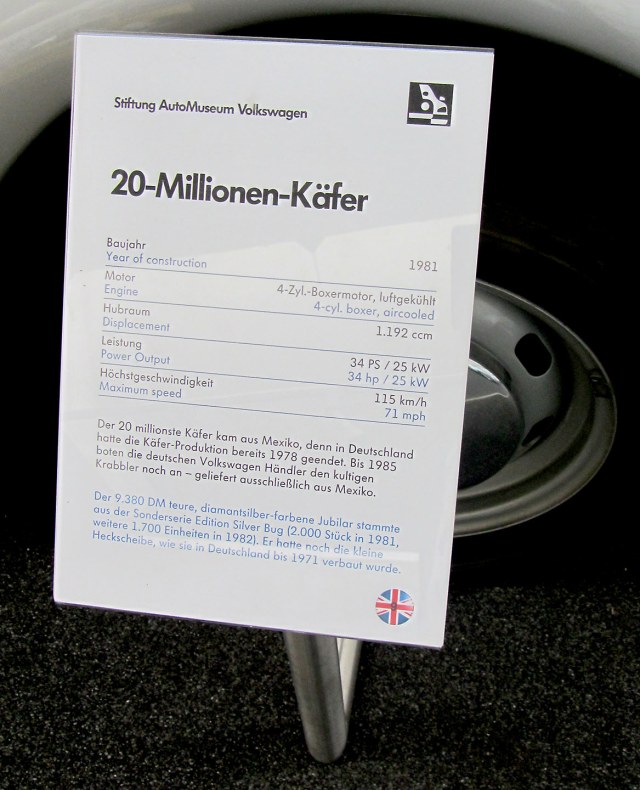 Stiftung AutoMuseum Volkswagen
20-Millionen-Käfer
Baujahr
Year of construction 1981
Motor 4-Zyl.-Boxermotor, luftgekühlt
Engine 4-cyl. boxer, aircooled
Hubraum
Displacement 1.192 ccm
Leistung 34 PS / 25 kW
Power Output 34 hp / 25 kW
Höchstgeschwindigkeit 115 km/h
Maximum speed 71 mph
Der 20 millionste Käfer kam aus Mexiko, denn in Deutschland
hatte die Käfer-Produktion bereits 1978 geendet. Bis 1985
boten die deutschen Volkswagen Händler den kultigen
Krabbler noch an – geliefert ausschließlich aus Mexiko.
Der 9.380 DM teure, diamantsilber-farbene Jubilar stammte
aus der Sonderserie Edition Silver Bug (2.000 Stück in 1981,
weitere 1.700 Einheiten in 1982). Er hatte noch die kleine
Heckscheibe, wie sie in Deutschland bis 1971 verbaut wurde.